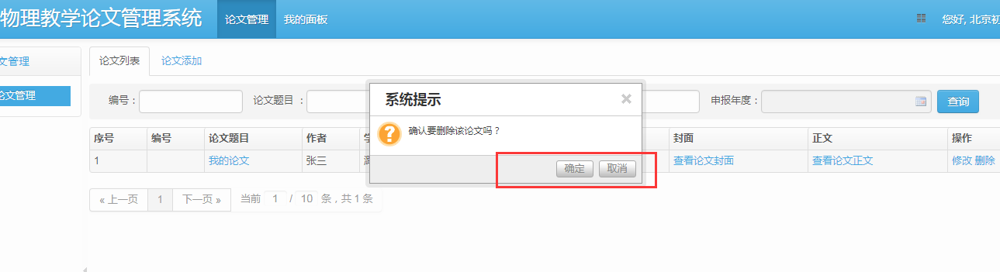 物理教学论文管理系统 论文管理 我的面板 您好, 北京初
文管理 论文列表 论文添加
系统提示 ×
编号： 论文题目 ： 申报年度： 查询
确认要删除该论文吗？
序号 编号 论文题目 作者 封面 正文 操作
论文管理
1 我的论文 张三 查看论文封面 查看论文正文 修改 删除
确定 取消
« 上一页 1 下一页 » 当前 1 / 10 条，共 1 条